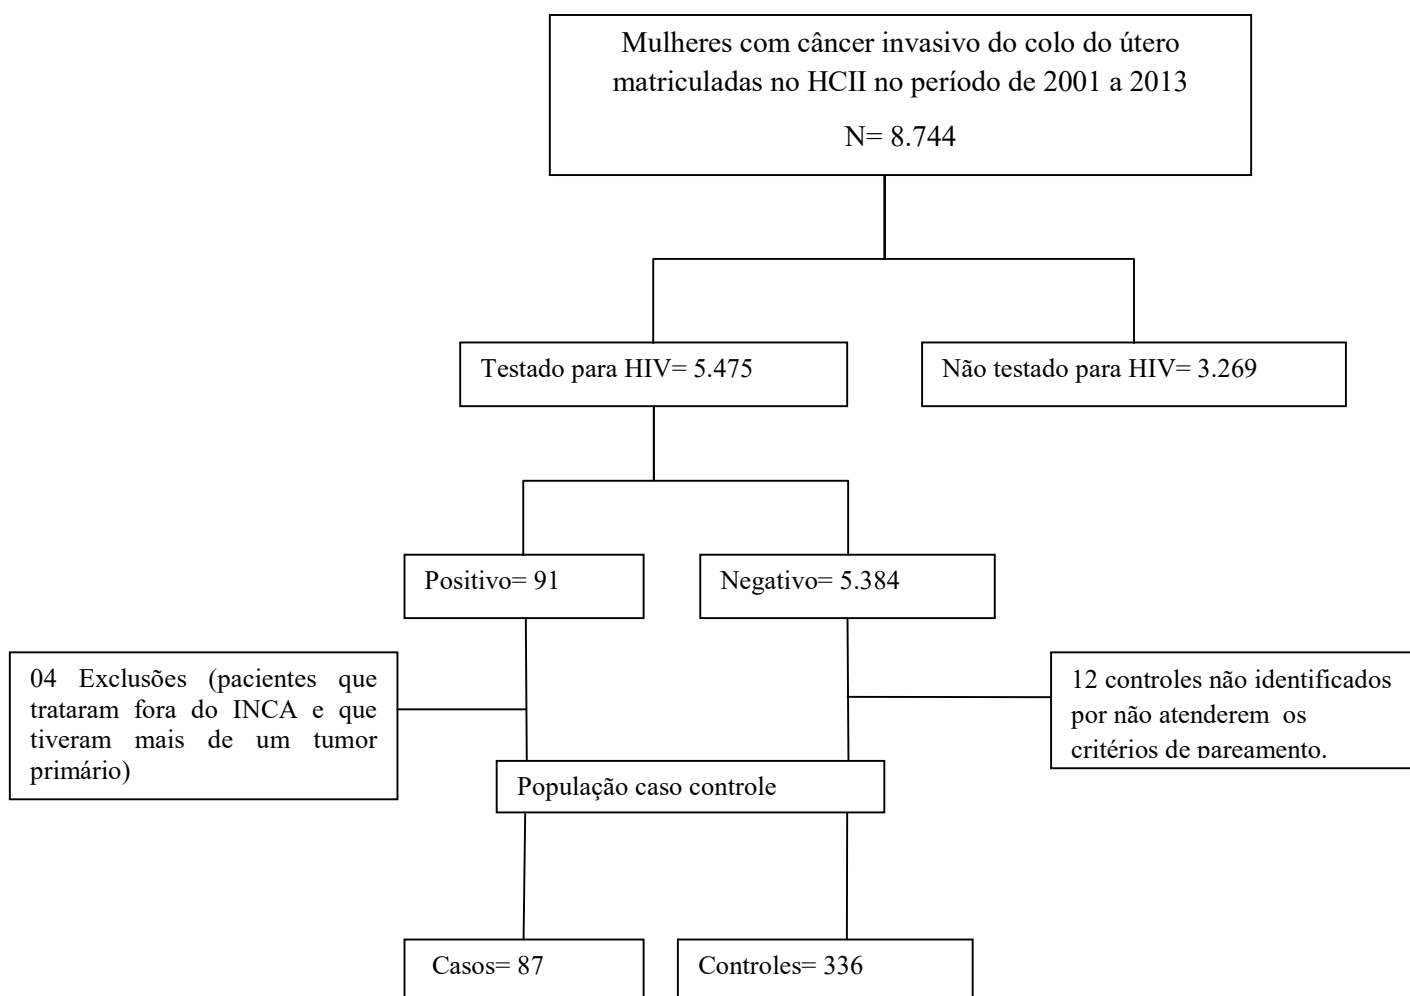 Mulheres com câncer invasivo do colo do útero
matriculadas no HCII no período de 2001 a 2013
N= 8.744
Testado para HIV= 5.475
Não testado para HIV= 3.269
Positivo= 91
Negativo= 5.384
04 Exclusões (pacientes que
trataram fora do INCA e que
tiveram mais de um tumor
primário)
12 controles não identificados
por não atenderem os
critérios de pareamento.
População caso controle
Casos= 87
Controles= 336